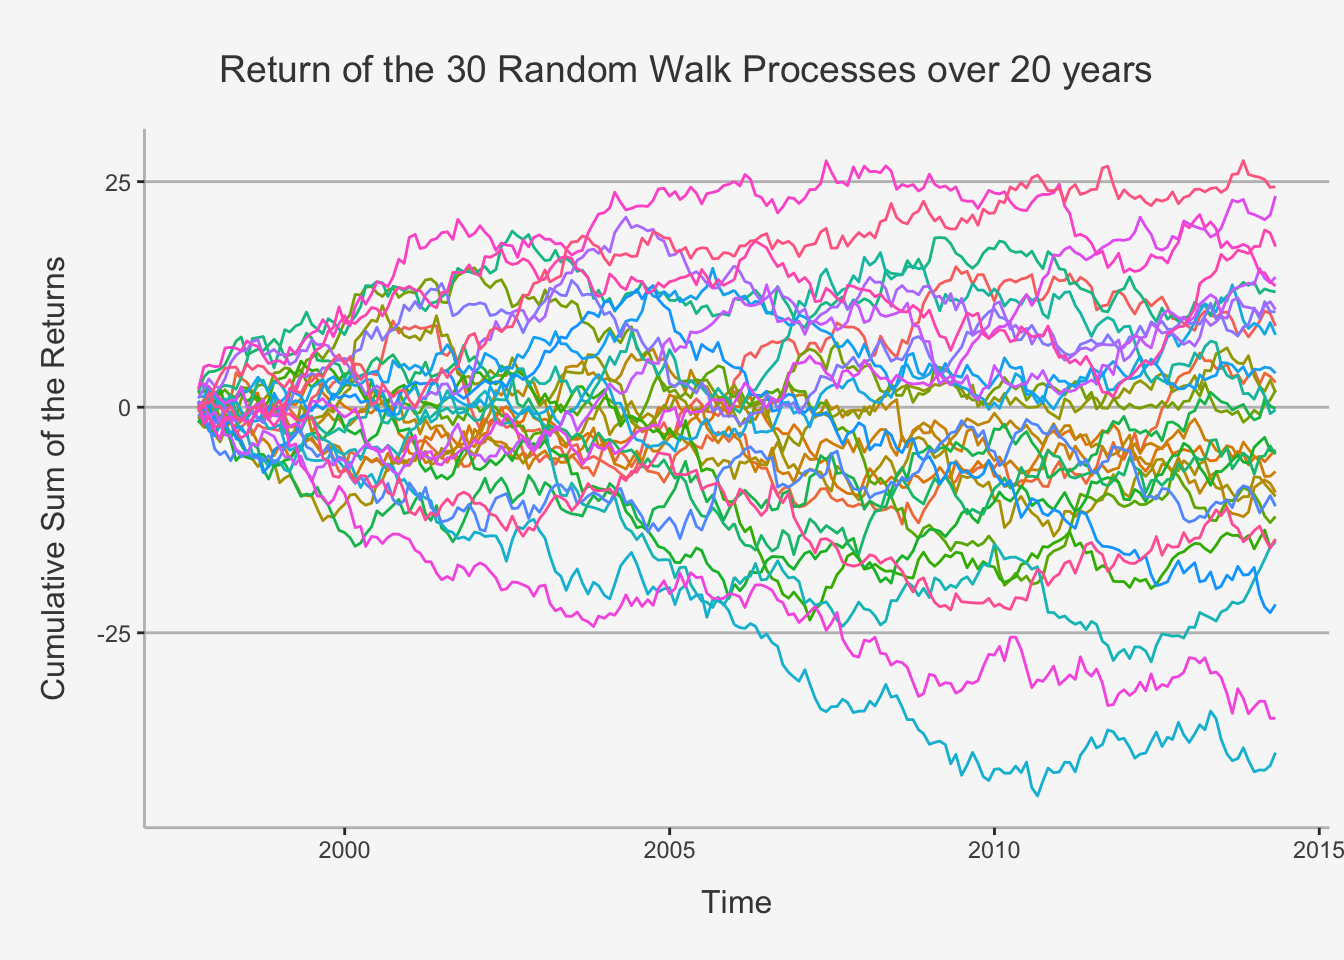 Return of the 30 Random Walk Processes over 20 years
Cumulative Sum of the Returns
25
0
-25
2000
2005
2010
2015
Time